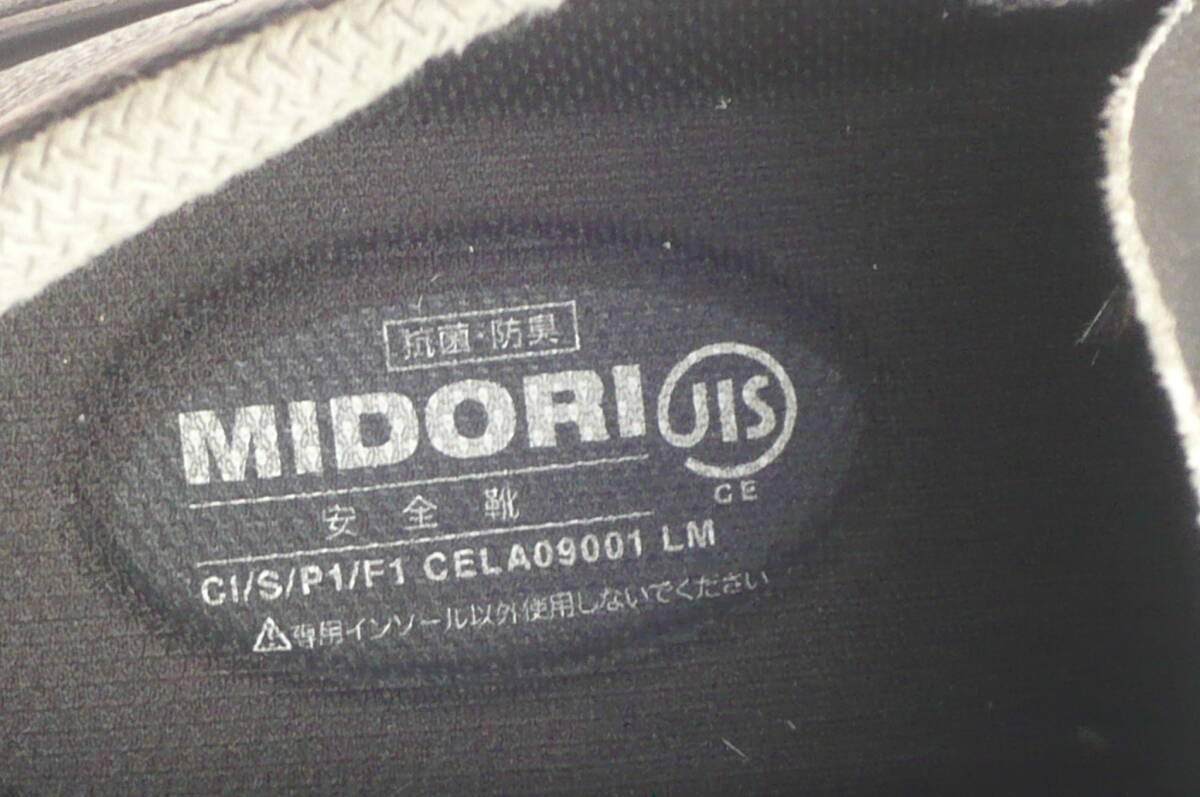 抗菌・防臭
MIDORI JIS
CE
安全靴
CI/S/P1/F1 CELA09001 LM
⚠専用インソール以外使用しないでください